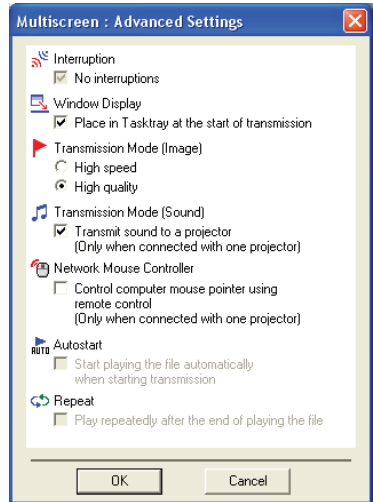 Multiscreen : Advanced Settings
Interruption
No interruptions
Window Display
Place in Tasktray at the start of transmission
Transmission Mode (Image)
High speed
High quality
Transmission Mode (Sound)
Transmit sound to a projector
(Only when connected with one projector)
Network Mouse Controller
Control computer mouse pointer using
remote control
(Only when connected with one projector)
AUTO Autostart
Start playing the file automatically
when starting transmission
Repeat
Play repeatedly after the end of playing the file
OK Cancel